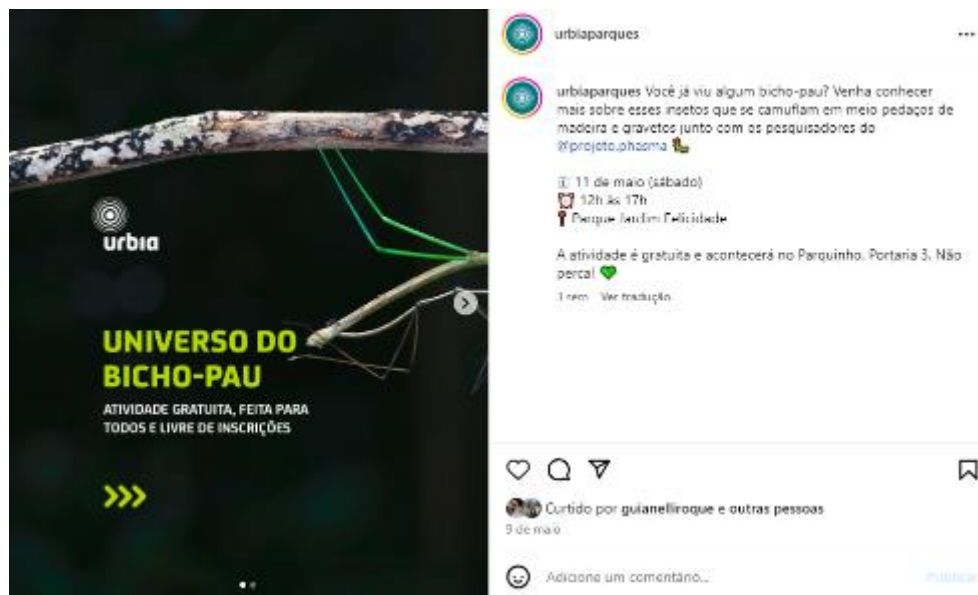 urbia
UNIVERSO DO
BICHO-PAU
ATIVIDADE GRATUITA, FEITA PARA
TODOS E LIVRE DE INSCRIÇÕES
urbiaparques
urbiaparques Você já viu algum bicho-pau? Venha conhecer
mais sobre esses insetos que se camuflam em meio pedaços de
madeira e gravetos junto com os pesquisadores do
@projeto.phasma
11 de maio (sábado)
12h às 17h
Parque Jardim Felicidade
A atividade é gratuita e acontecerá no Parquinho, Portaria 3. Não
perca!
sem Ver tradução
Curtido por guianelliroque e outras pessoas
9 de maio
Adicione um comentário...
Publicar